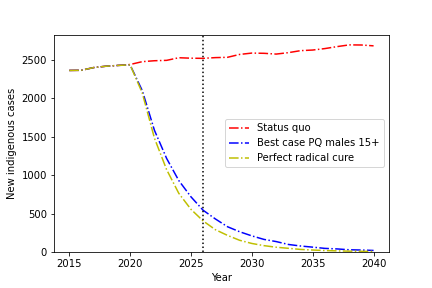 2500
2000
1500
1000
500
0
New indigenous cases
Status quo
Best case PQ males 15+
Perfect radical cure
2015 2020 2025 2030 2035 2040
Year